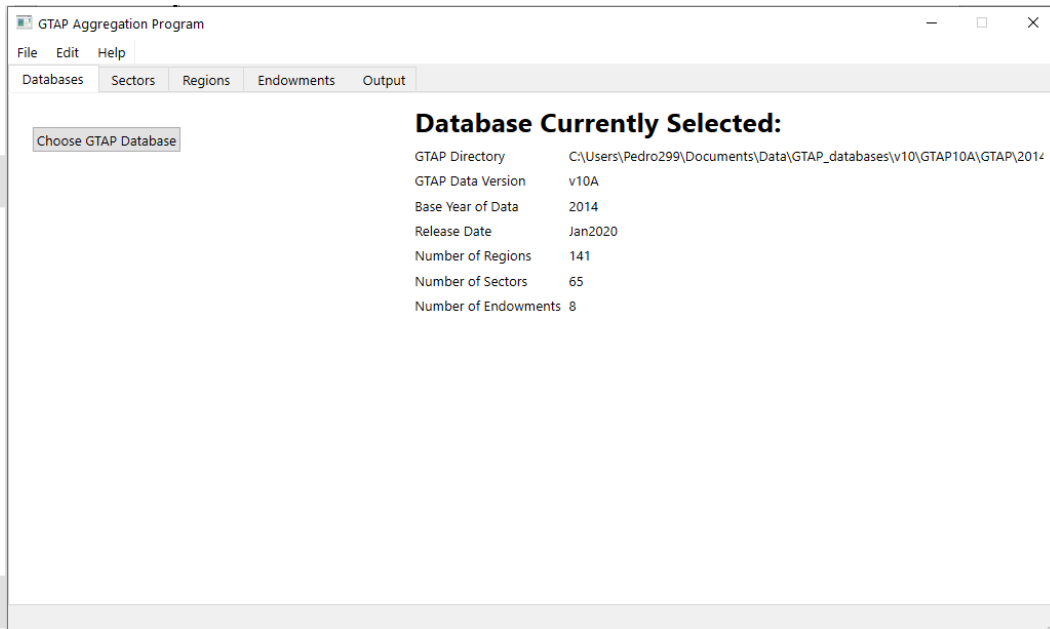 GTAP Aggregation Program
File Edit Help
Databases Sectors Regions Endowments Output
Choose GTAP Database
Database Currently Selected:
GTAP Directory C:\Users\Pedro299\Documents\Data\GTAP_databases\v10\GTAP10A\GTAP\2014
GTAP Data Version v10A
Base Year of Data 2014
Release Date Jan2020
Number of Regions 141
Number of Sectors 65
Number of Endowments 8